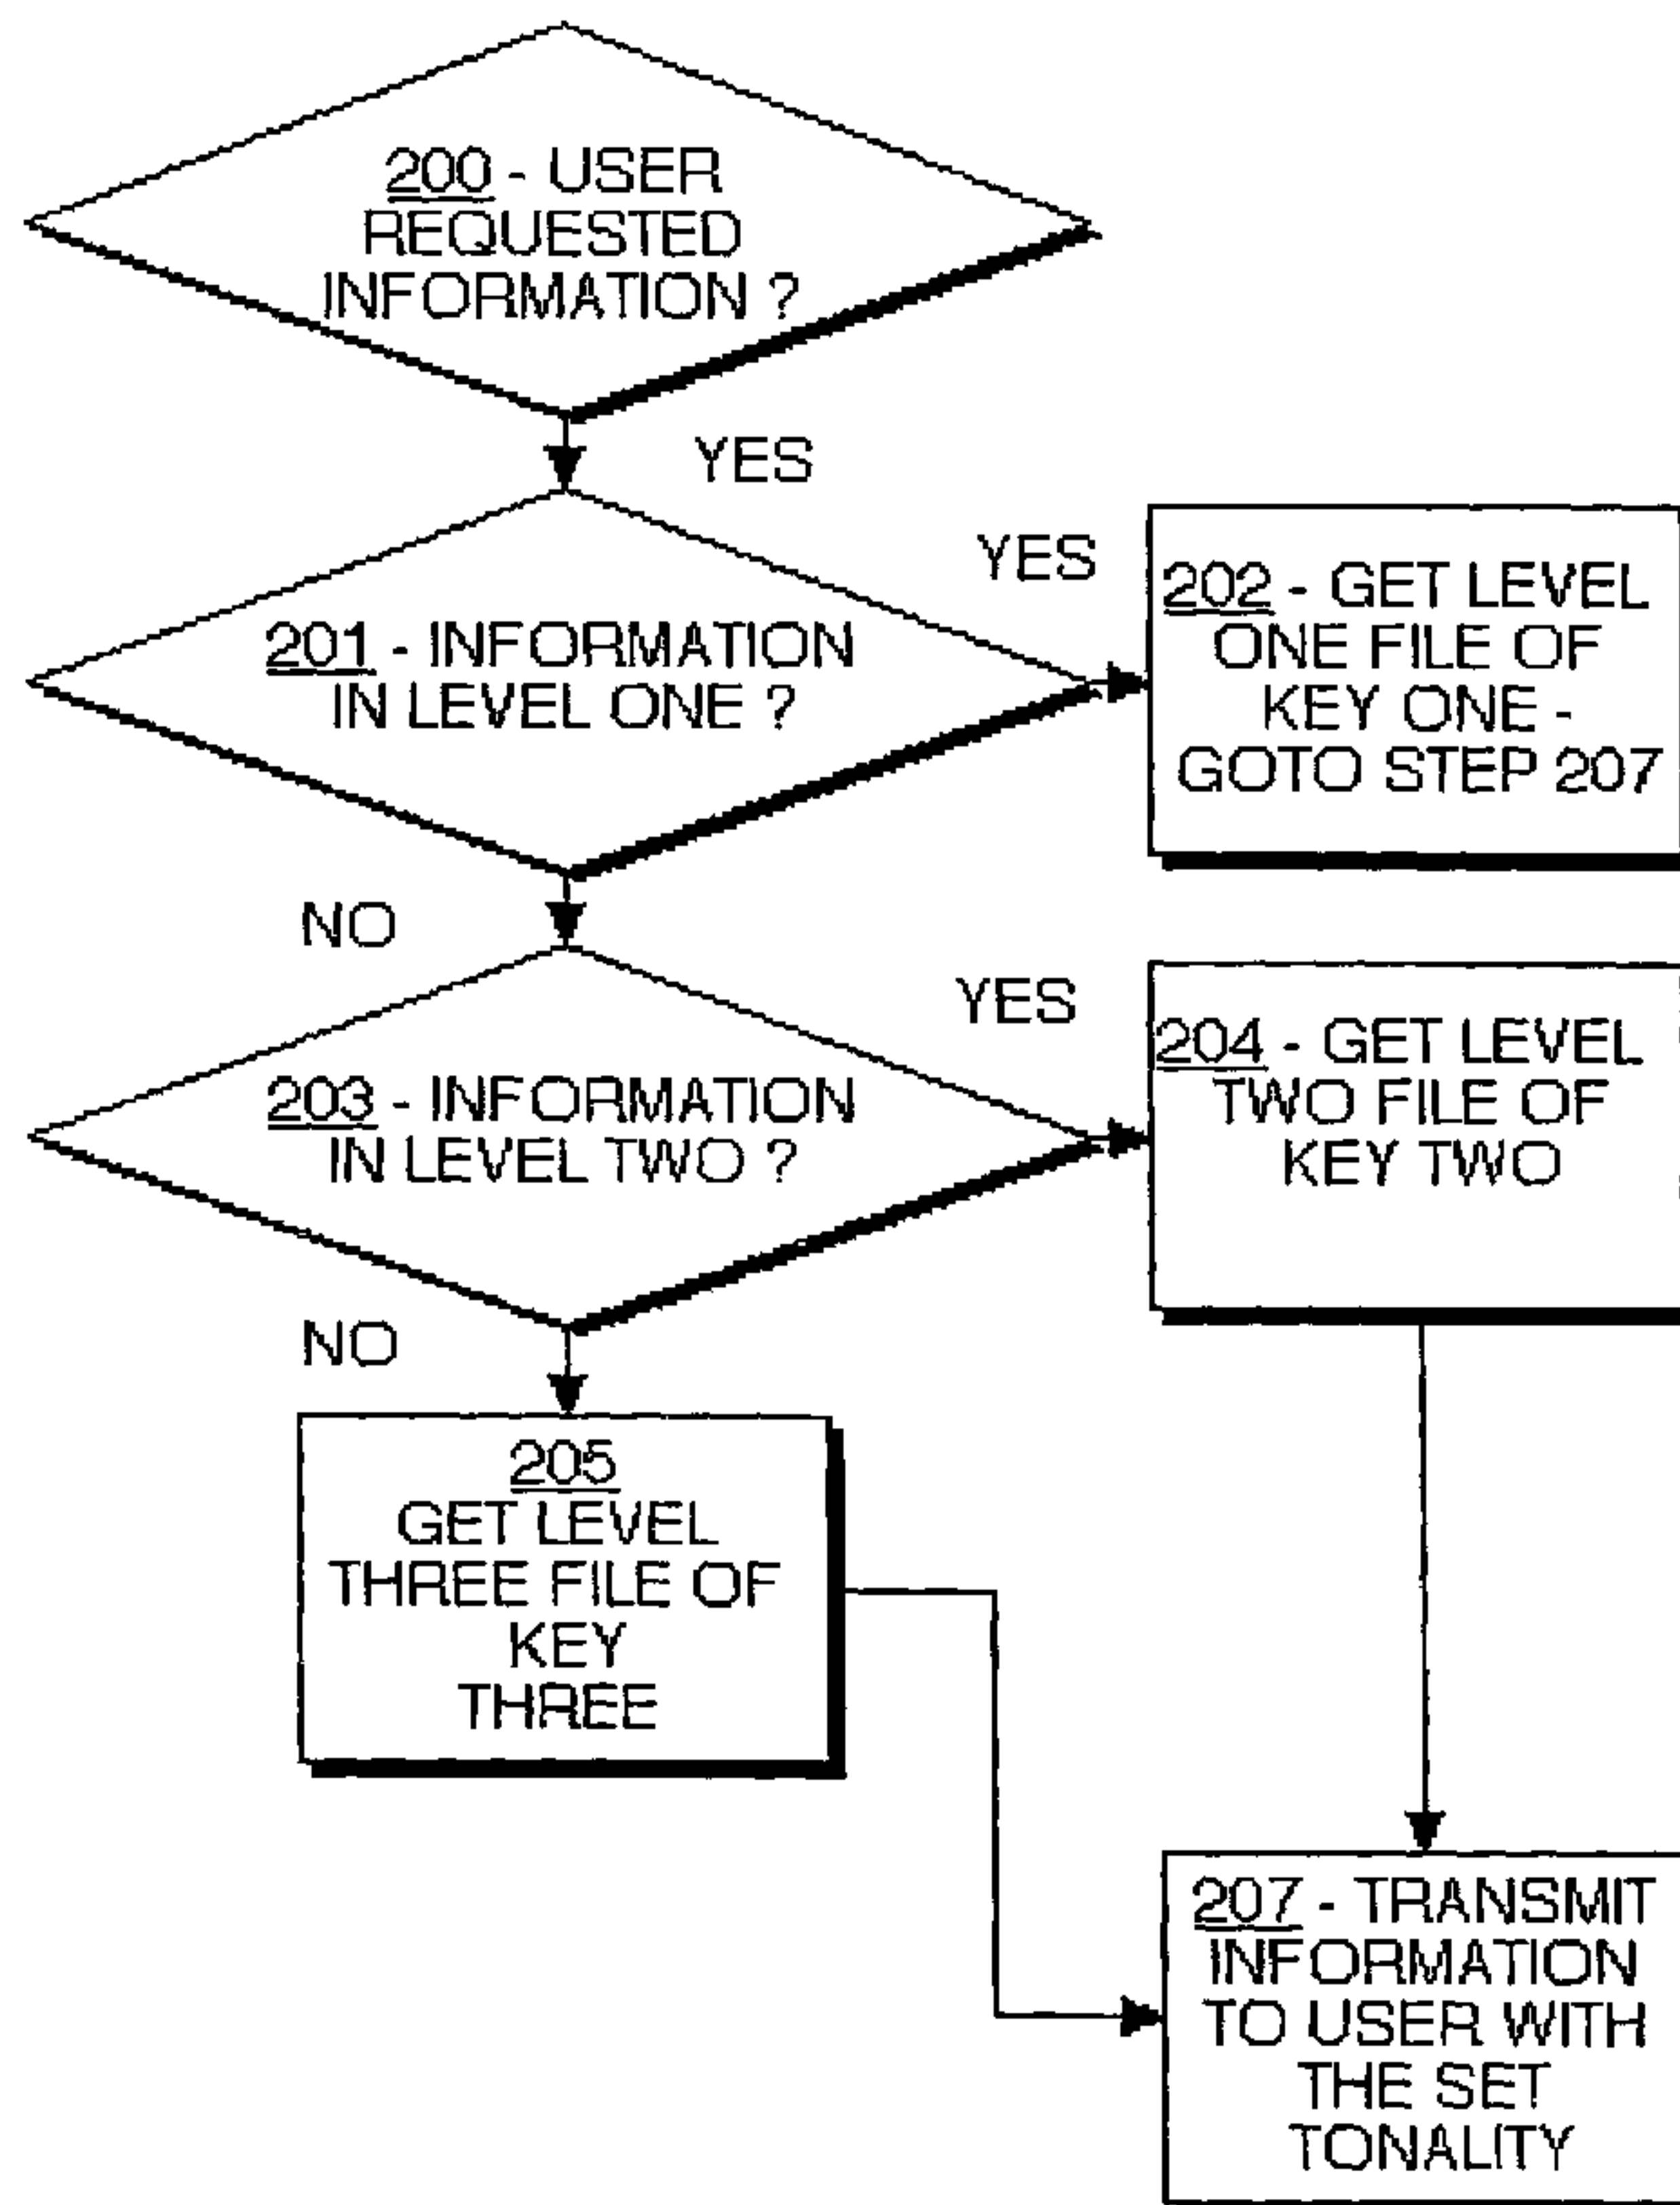 200 - USER
REQUESTED
INFORMATION ?
YES
YES
201 - INFORMATION
IN LEVEL ONE ?
202 - GET LEVEL
ONE FILE OF
KEY ONE -
GOTO STEP 207
NO
YES
203 - INFORMATION
IN LEVEL TWO ?
204 - GET LEVEL
TWO FILE OF
KEY TWO
NO
205
GET LEVEL
THREE FILE OF
KEY
THREE
207 - TRANSMIT
INFORMATION
TO USER WITH
THE SET
TONALITY